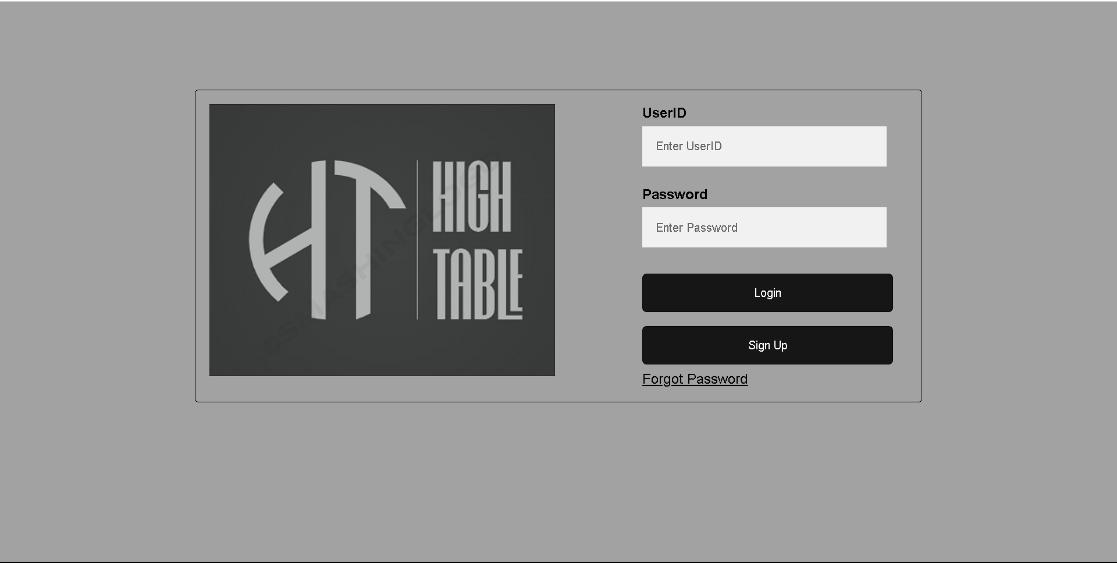 HT
HIGH
TABLE
UserID
Enter UserID
Password
Enter Password
Login
Sign Up
Forgot Password